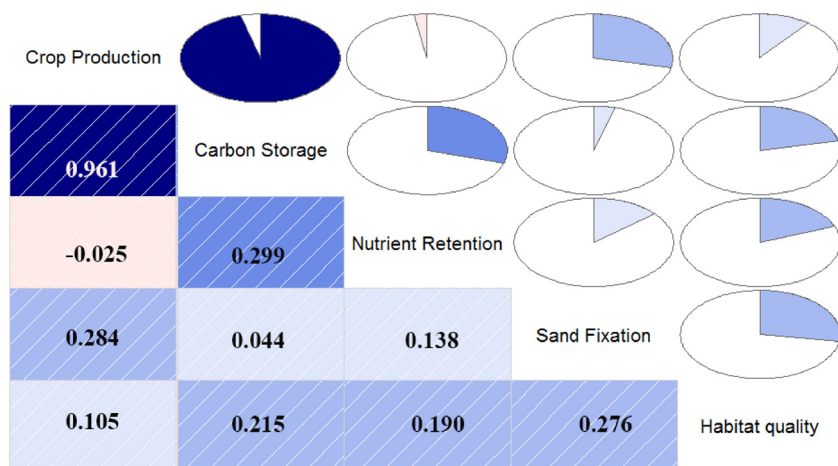 Crop Production
0.961
Carbon Storage
-0.025
0.299
Nutrient Retention
0.284
0.044
0.138
Sand Fixation
0.105
0.215
0.190
0.276
Habitat quality